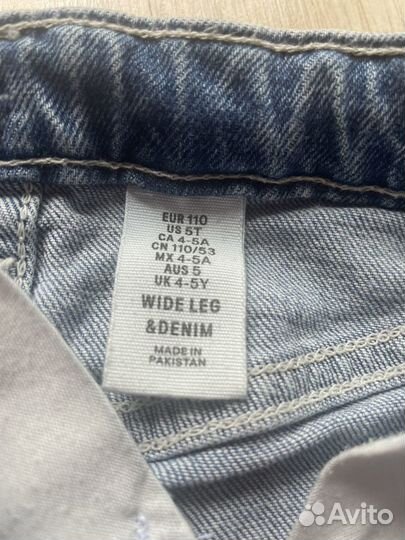 EUR 110
US 5T
CA 4-5A
CN 110/53
MX 4-5A
AUS 5
UK 4-5Y
WIDE LEG
&DENIM
MADE IN
PAKISTAN
Avito